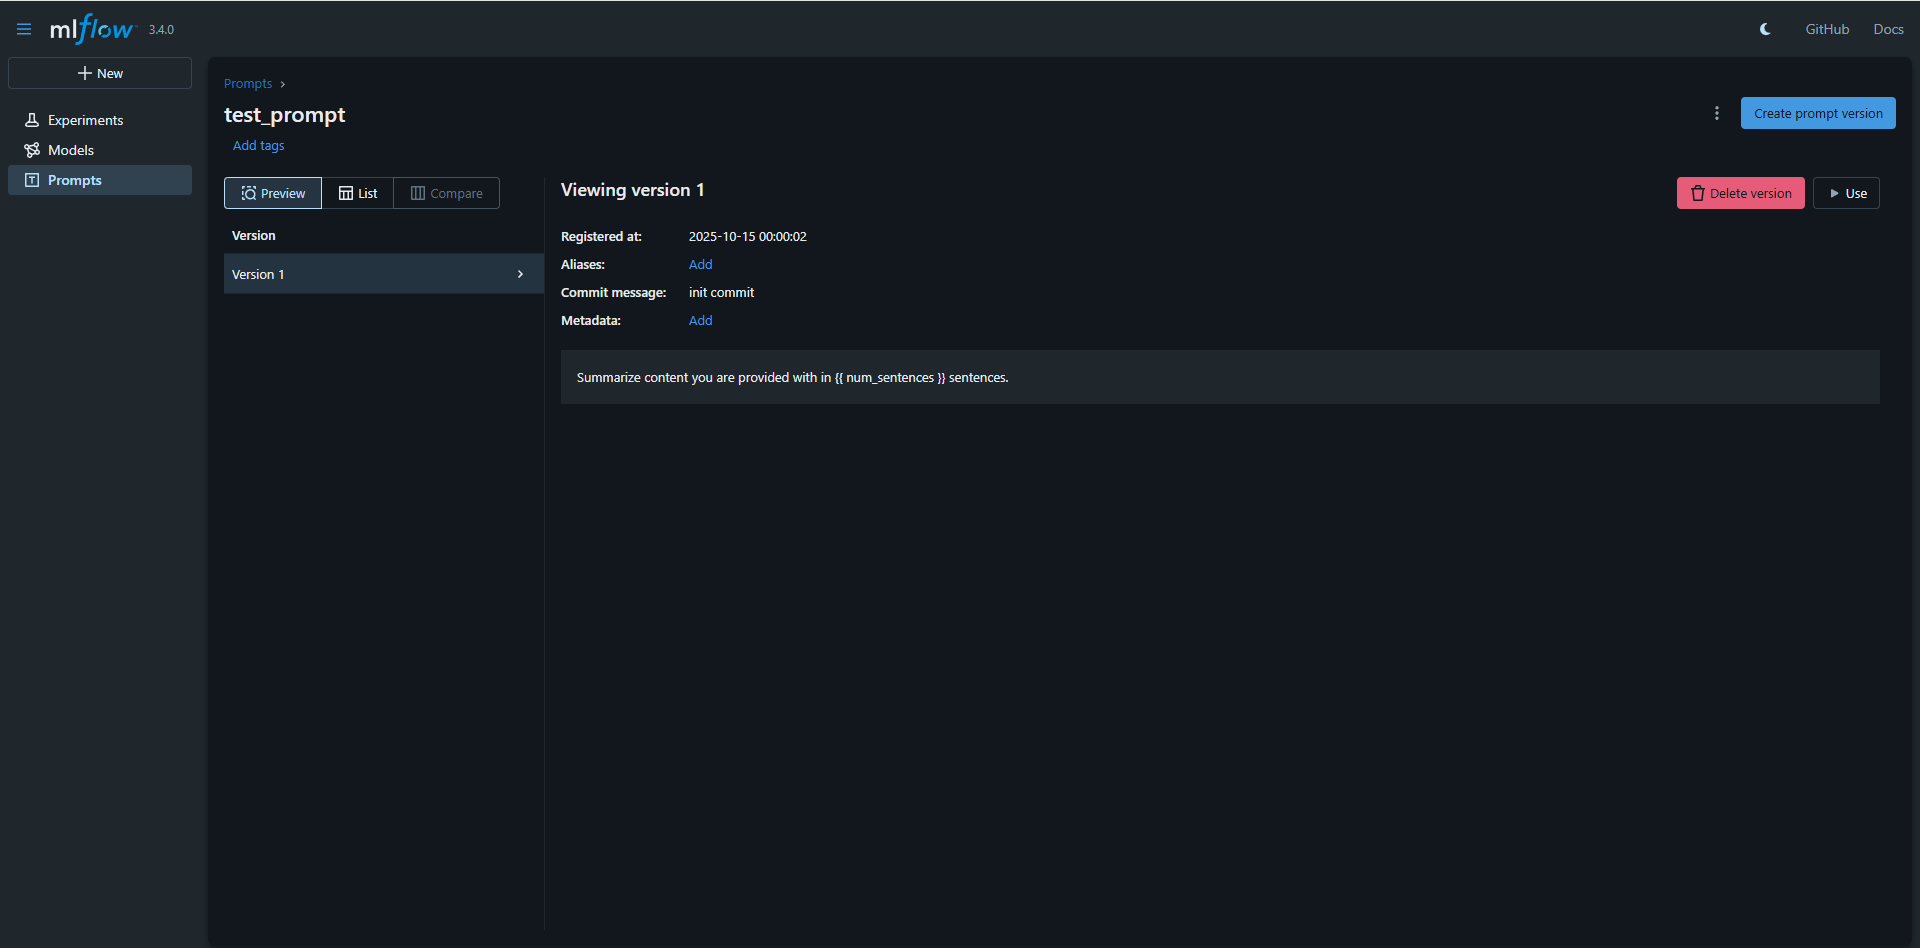 mlflow 3.4.0
GitHub Docs
New
Experiments
Models
Prompts
Prompts
test_prompt
Create prompt version
Add tags
Preview List Compare
Version
Version 1
Viewing version 1
Delete version Use
Registered at: 2025-10-15 00:00:02
Aliases: Add
Commit message: init commit
Metadata: Add
Summarize content you are provided with in {{ num_sentences }} sentences.